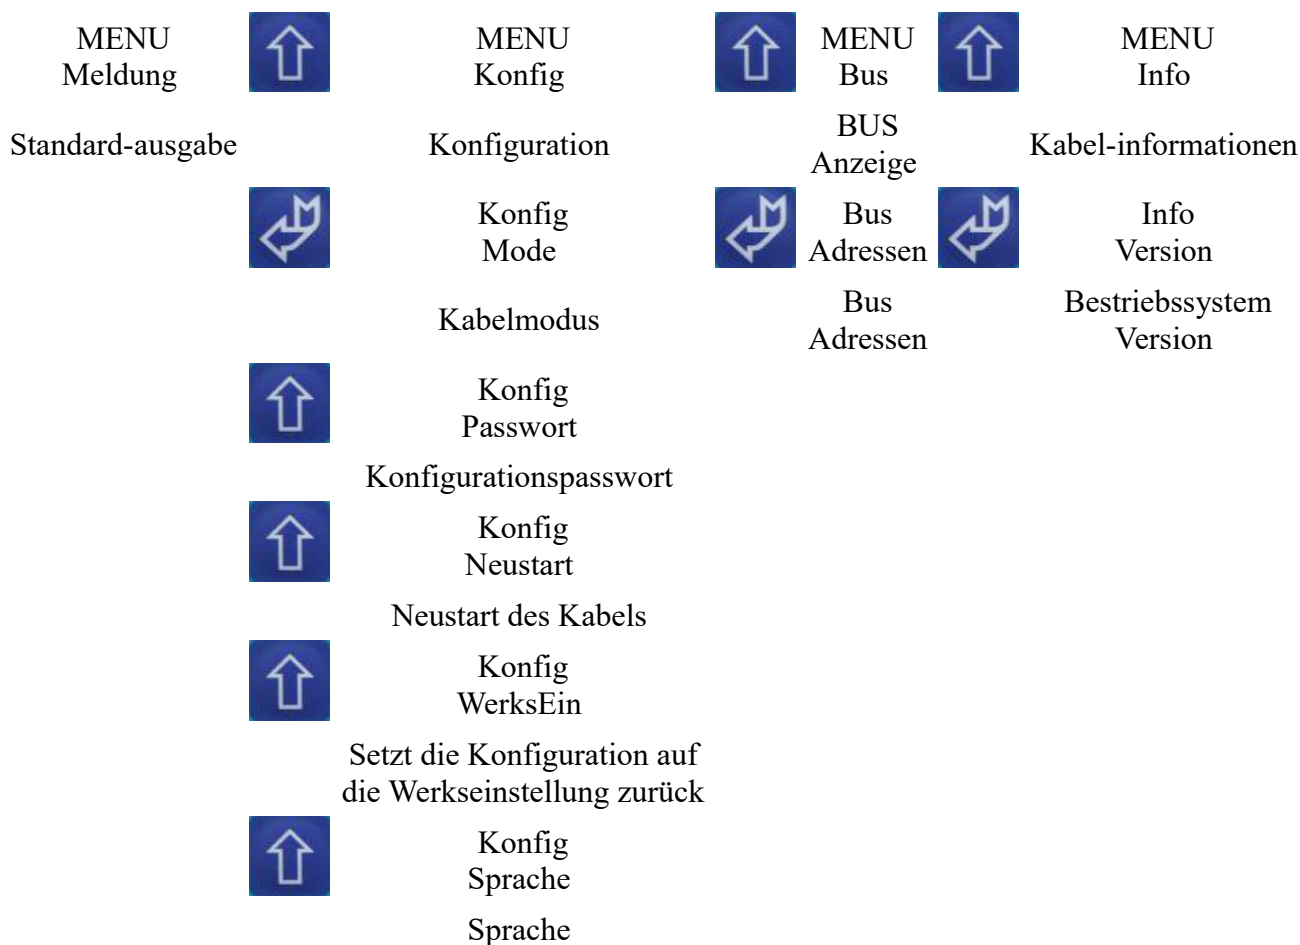 MENU MENU MENU MENU
Meldung Konfig Bus Info
Standard-ausgabe Konfiguration BUS Anzeige Kabel-informationen
Konfig Bus Info
Mode Adressen Version
Kabelmodus Bus Adressen Bestriebssystem Version
Konfig
Passwort
Konfigurationspasswort
Konfig
Neustart
Neustart des Kabels
Konfig
WerksEin
Setzt die Konfiguration auf
die Werkseinstellung zurück
Konfig
Sprache
Sprache